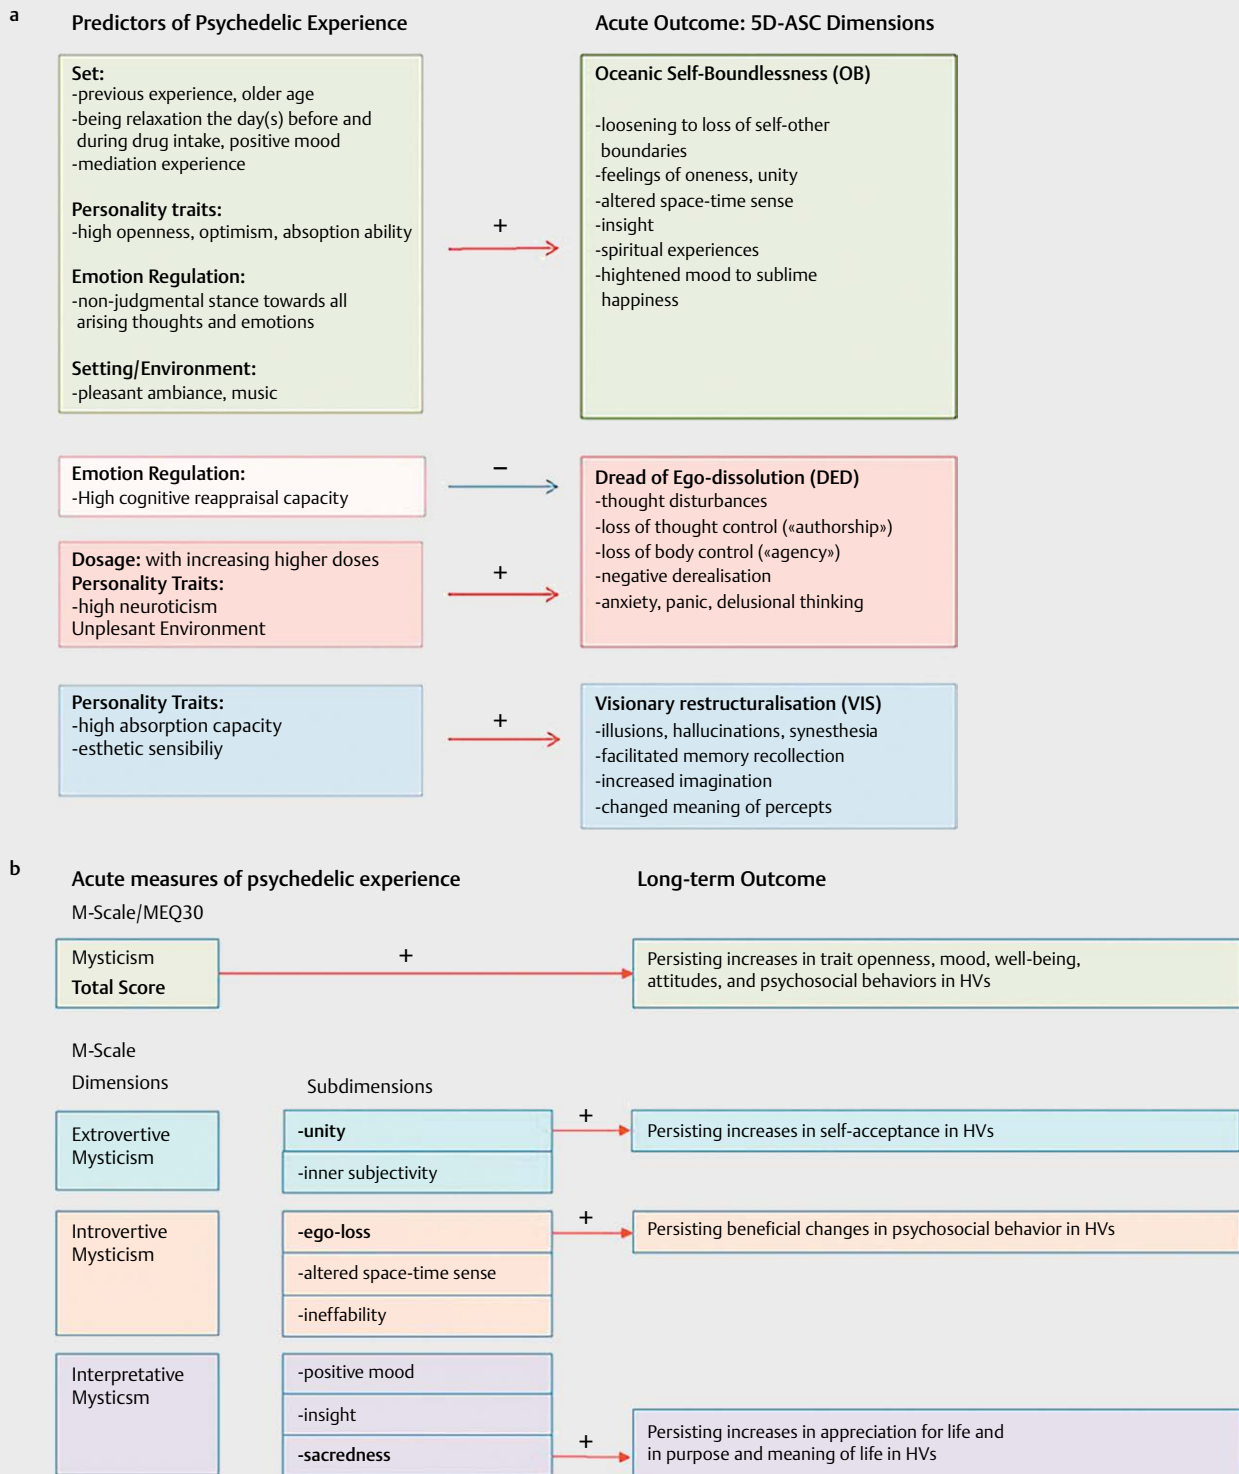 a
Predictors of Psychedelic Experience
Set:
-previous experience, older age
-being relaxation the day(s) before and
during drug intake, positive mood
-mediation experience
Personality traits:
-high openness, optimism, absoption ability
Emotion Regulation:
-non-judgmental stance towards all
arising thoughts and emotions
Setting/Environment:
-pleasant ambiance, music
+
Acute Outcome: 5D-ASC Dimensions
Oceanic Self-Boundlessness (OB)
-loosening to loss of self-other
boundaries
-feelings of oneness, unity
-altered space-time sense
-insight
-spiritual experiences
-hightened mood to sublime
happiness
Emotion Regulation:
-High cognitive reappraisal capacity
–
Dosage: with increasing higher doses
Personality Traits:
-high neuroticism
Unplesant Environment
+
Dread of Ego-dissolution (DED)
-thought disturbances
-loss of thought control («authorship»)
-loss of body control («agency»)
-negative derealisation
-anxiety, panic, delusional thinking
Personality Traits:
-high absorption capacity
-esthetic sensibiliy
+
Visionary restructuralisation (VIS)
-illusions, hallucinations, synesthesia
-facilitated memory recollection
-increased imagination
-changed meaning of percepts
b
Acute measures of psychedelic experience
Long-term Outcome
M-Scale/MEQ30
Mysticism
Total Score
+
Persisting increases in trait openness, mood, well-being,
attitudes, and psychosocial behaviors in HVs
M-Scale
Dimensions
Subdimensions
Extrovertive
Mysticism
-unity
-inner subjectivity
+
Persisting increases in self-acceptance in HVs
Introvertive
Mysticism
-ego-loss
-altered space-time sense
-ineffability
+
Persisting beneficial changes in psychosocial behavior in HVs
Interpretative
Mysticsm
-positive mood
-insight
-sacredness
+
Persisting increases in appreciation for life and
in purpose and meaning of life in HVs